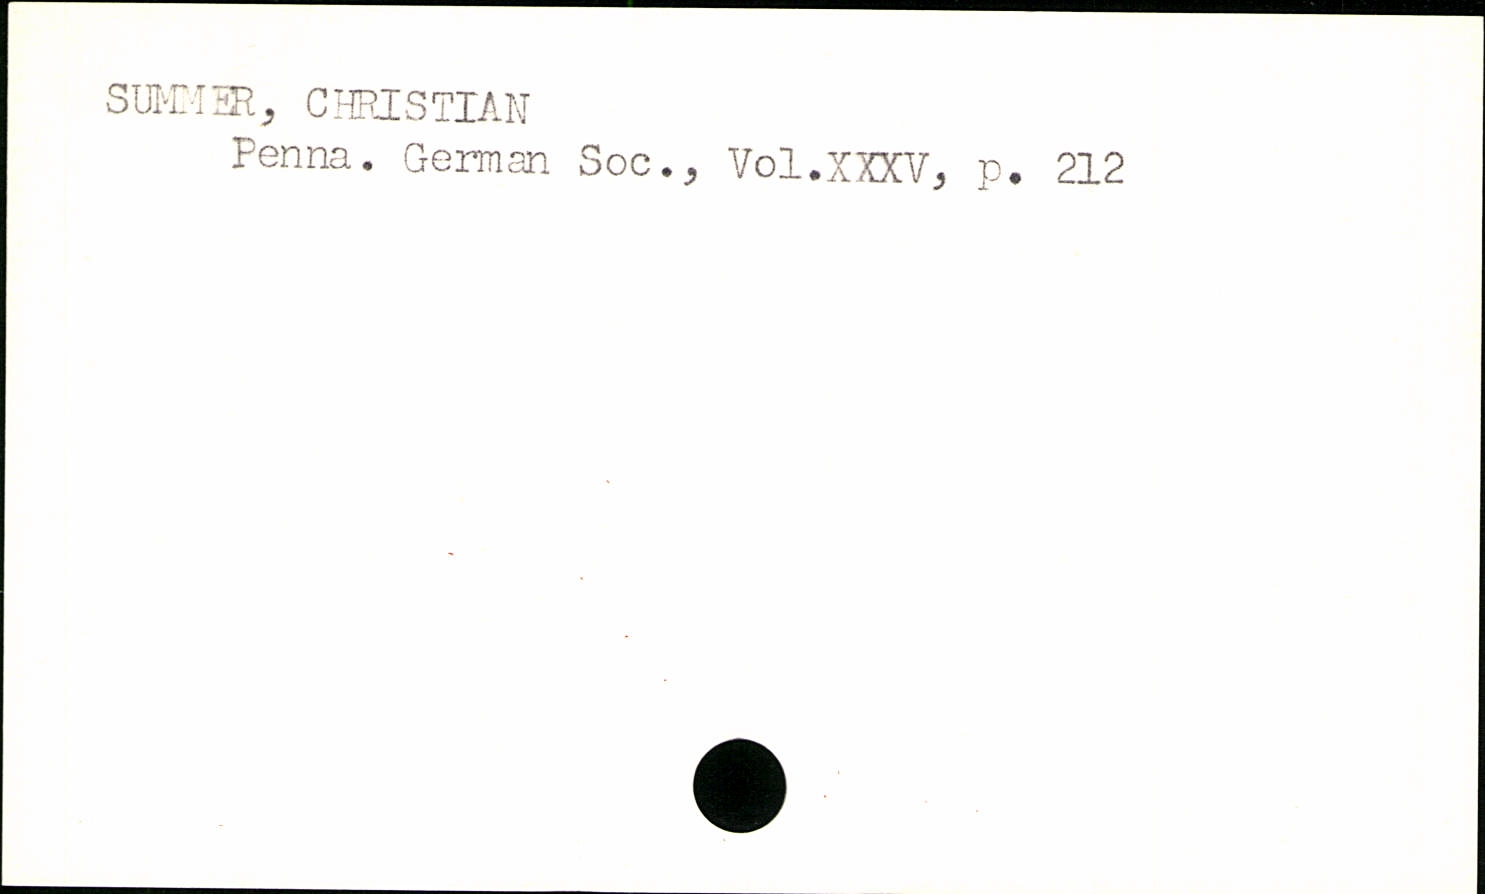 SUMMER, CHRISTIAN
Penna. German Soc., Vol.XXXV, p. 212